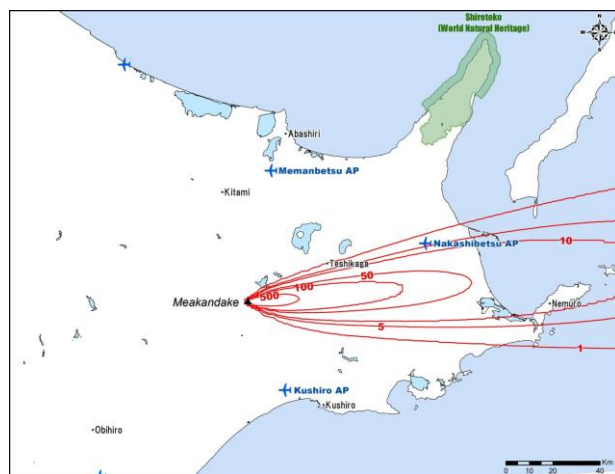 Shiretoko
(World Natural Heritage)
N
Abashiri
Memanbetsu AP
Kitami
Nakashibetsu AP
10
Teshikaga
50
100
500
Meakandake
Nemuro
5
1
Kushiro AP
Kushiro
Obihiro
0 10 20 40 Km